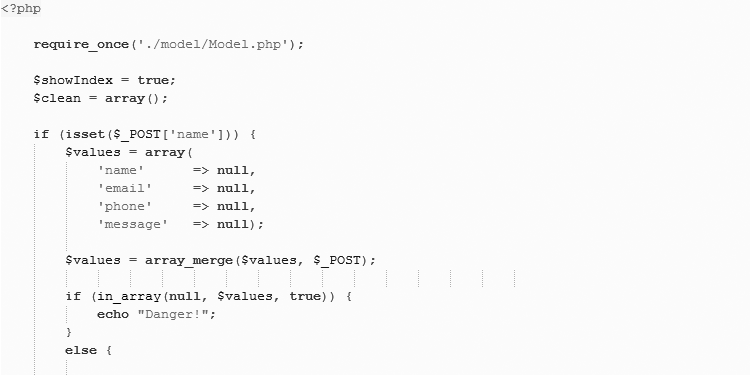 <?php
require_once('./model/Model.php');
$showIndex = true;
$clean = array();
if (isset($_POST['name'])) {
$values = array(
'name' => null,
'email' => null,
'phone' => null,
'message' => null);
$values = array_merge($values, $_POST);
if (in_array(null, $values, true)) {
echo "Danger!";
}
else {